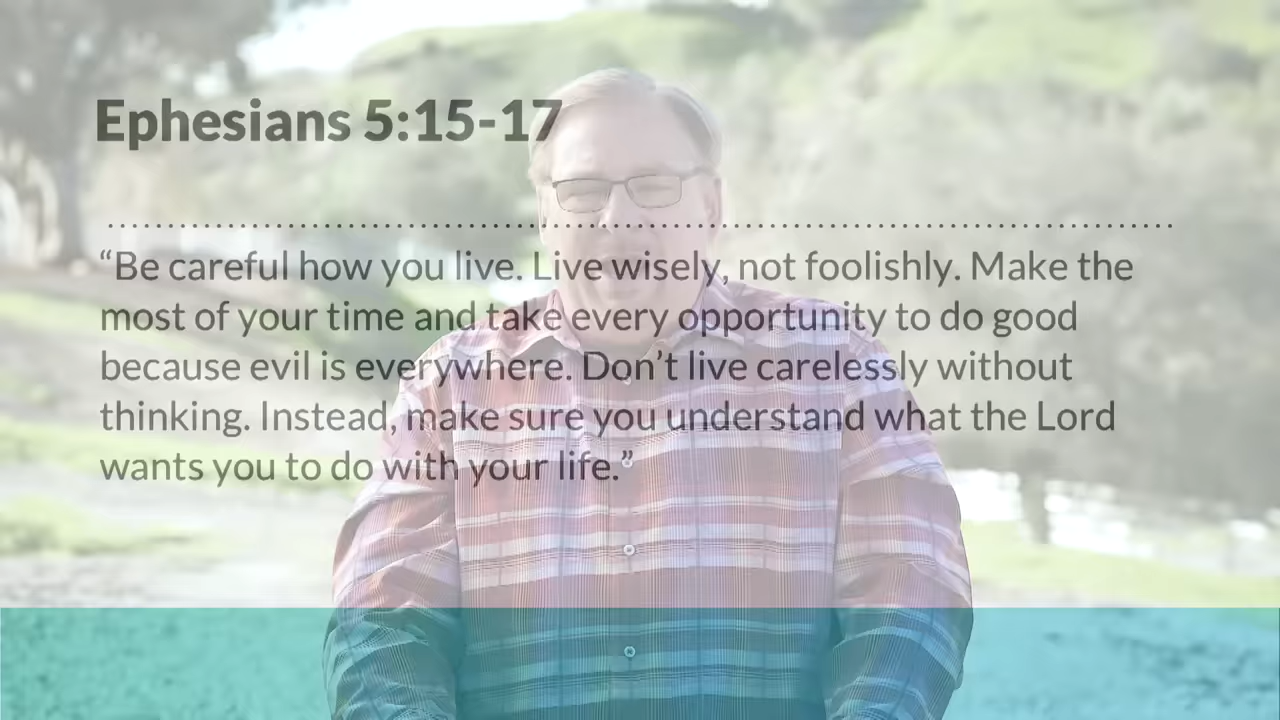 Ephesians 5:15-17
“Be careful how you live. Live wisely, not foolishly. Make the
most of your time and take every opportunity to do good
because evil is everywhere. Don’t live carelessly without
thinking. Instead, make sure you understand what the Lord
wants you to do with your life.”